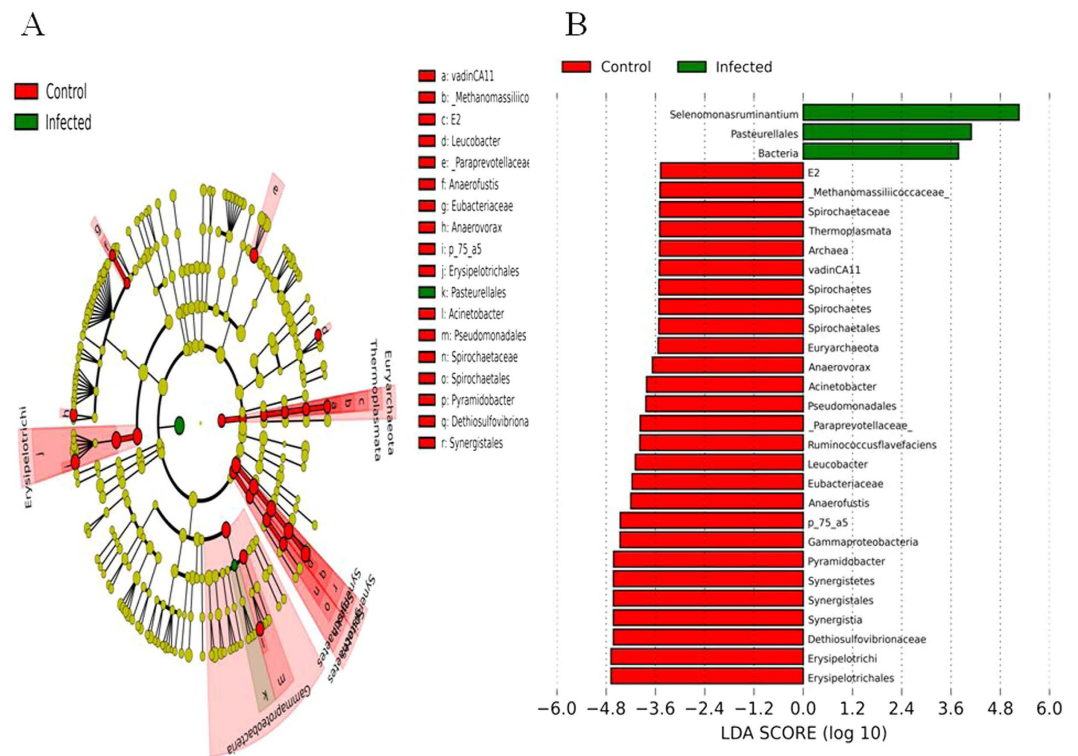 A
B
Control
Infected
a: vadinCA11
b: _Methanomassiliico
c: E2
d: Leucobacter
e: _Paraprevotellaceae
f: Anaerofustis
g: Eubacteriaceae
h: Anaerovorax
i: p_75_a5
j: Erysipelotrichales
k: Pasteurellales
l: Acinetobacter
m: Pseudomonadales
n: Spirochaetaceae
o: Spirochaetales
p: Pyramidobacter
q: Dethiosulfovibriona
r: Synergistales
e
g
f
d
h
Euryarchaeota
Thermoplasmata
a
b
c
Erysipelotrichi
j
p
q
r
n
o
l
m
k
Gammaproteobacteria
Control
Infected
Selenomonasruminantium
Pasteurellales
Bacteria
E2
_Methanomassiliicoccaceae_
Spirochaetaceae
Thermoplasmata
Archaea
vadinCA11
Spirochaetes
Spirochaetes
Spirochaetales
Euryarchaeota
Anaerovorax
Acinetobacter
Pseudomonadales
_Paraprevotellaceae_
Ruminococcusflavefaciens
Leucobacter
Eubacteriaceae
Anaerofustis
p_75_a5
Gammaproteobacteria
Pyramidobacter
Synergistetes
Synergistales
Synergistia
Dethiosulfovibrionaceae
Erysipelotrichi
Erysipelotrichales
−6.0 −4.8 −3.6 −2.4 −1.2 0.0 1.2 2.4 3.6 4.8 6.0
LDA SCORE (log 10)